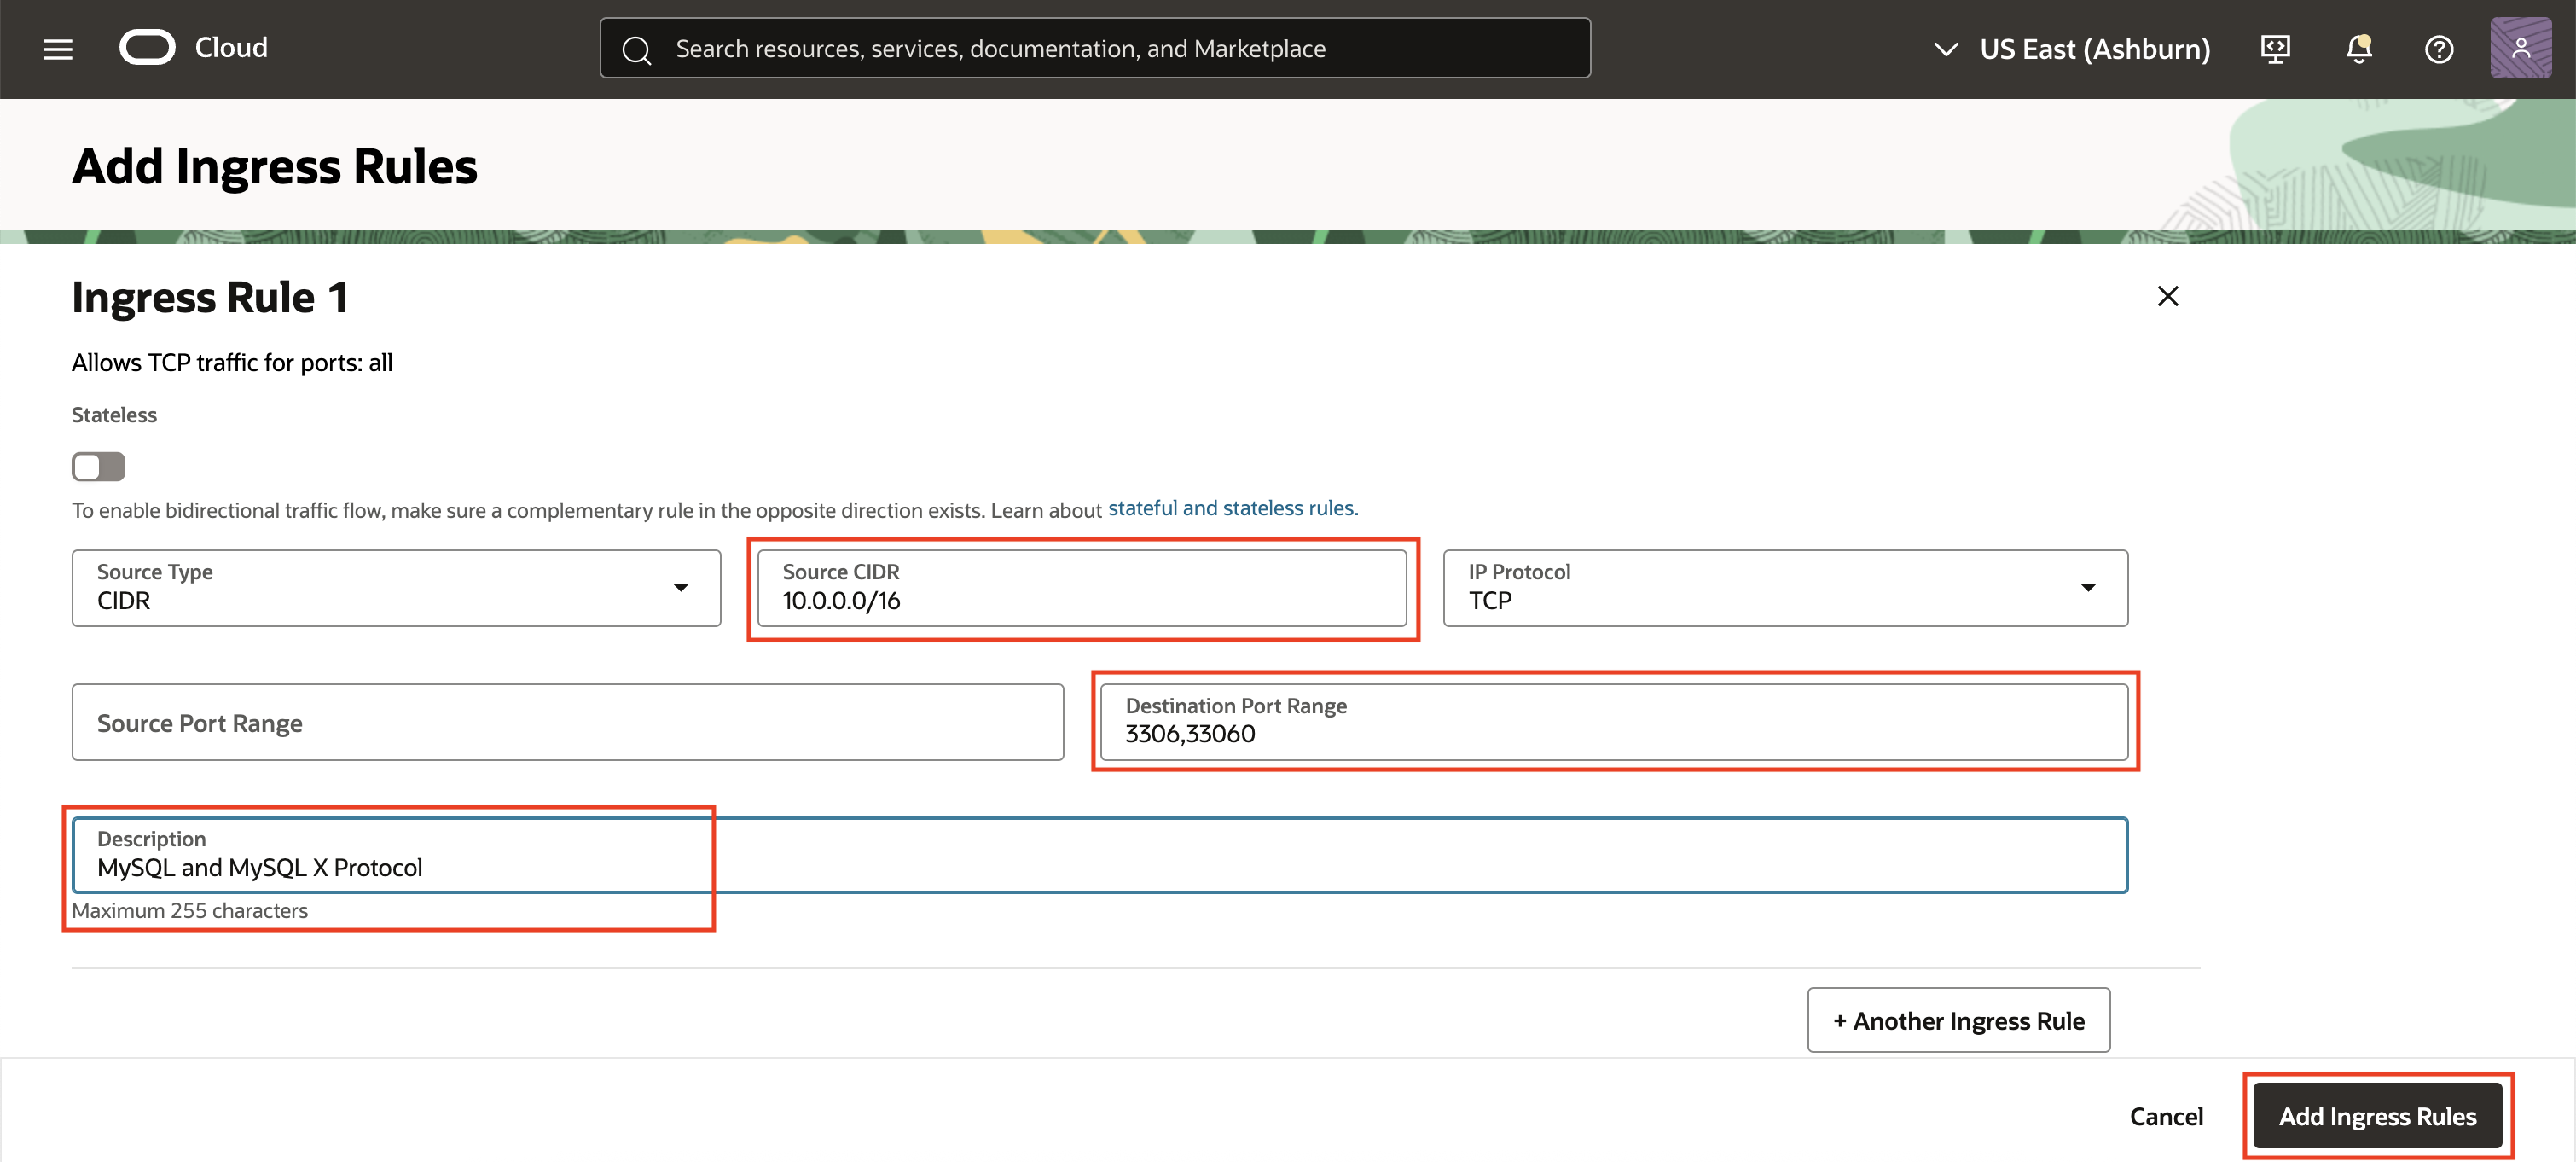 Cloud
Search resources, services, documentation, and Marketplace
US East (Ashburn)
Add Ingress Rules
Ingress Rule 1
Allows TCP traffic for ports: all
Stateless
To enable bidirectional traffic flow, make sure a complementary rule in the opposite direction exists. Learn about stateful and stateless rules.
Source Type
CIDR
Source CIDR
10.0.0.0/16
IP Protocol
TCP
Source Port Range
Destination Port Range
3306,33060
Description
MySQL and MySQL X Protocol
Maximum 255 characters
+ Another Ingress Rule
Cancel
Add Ingress Rules